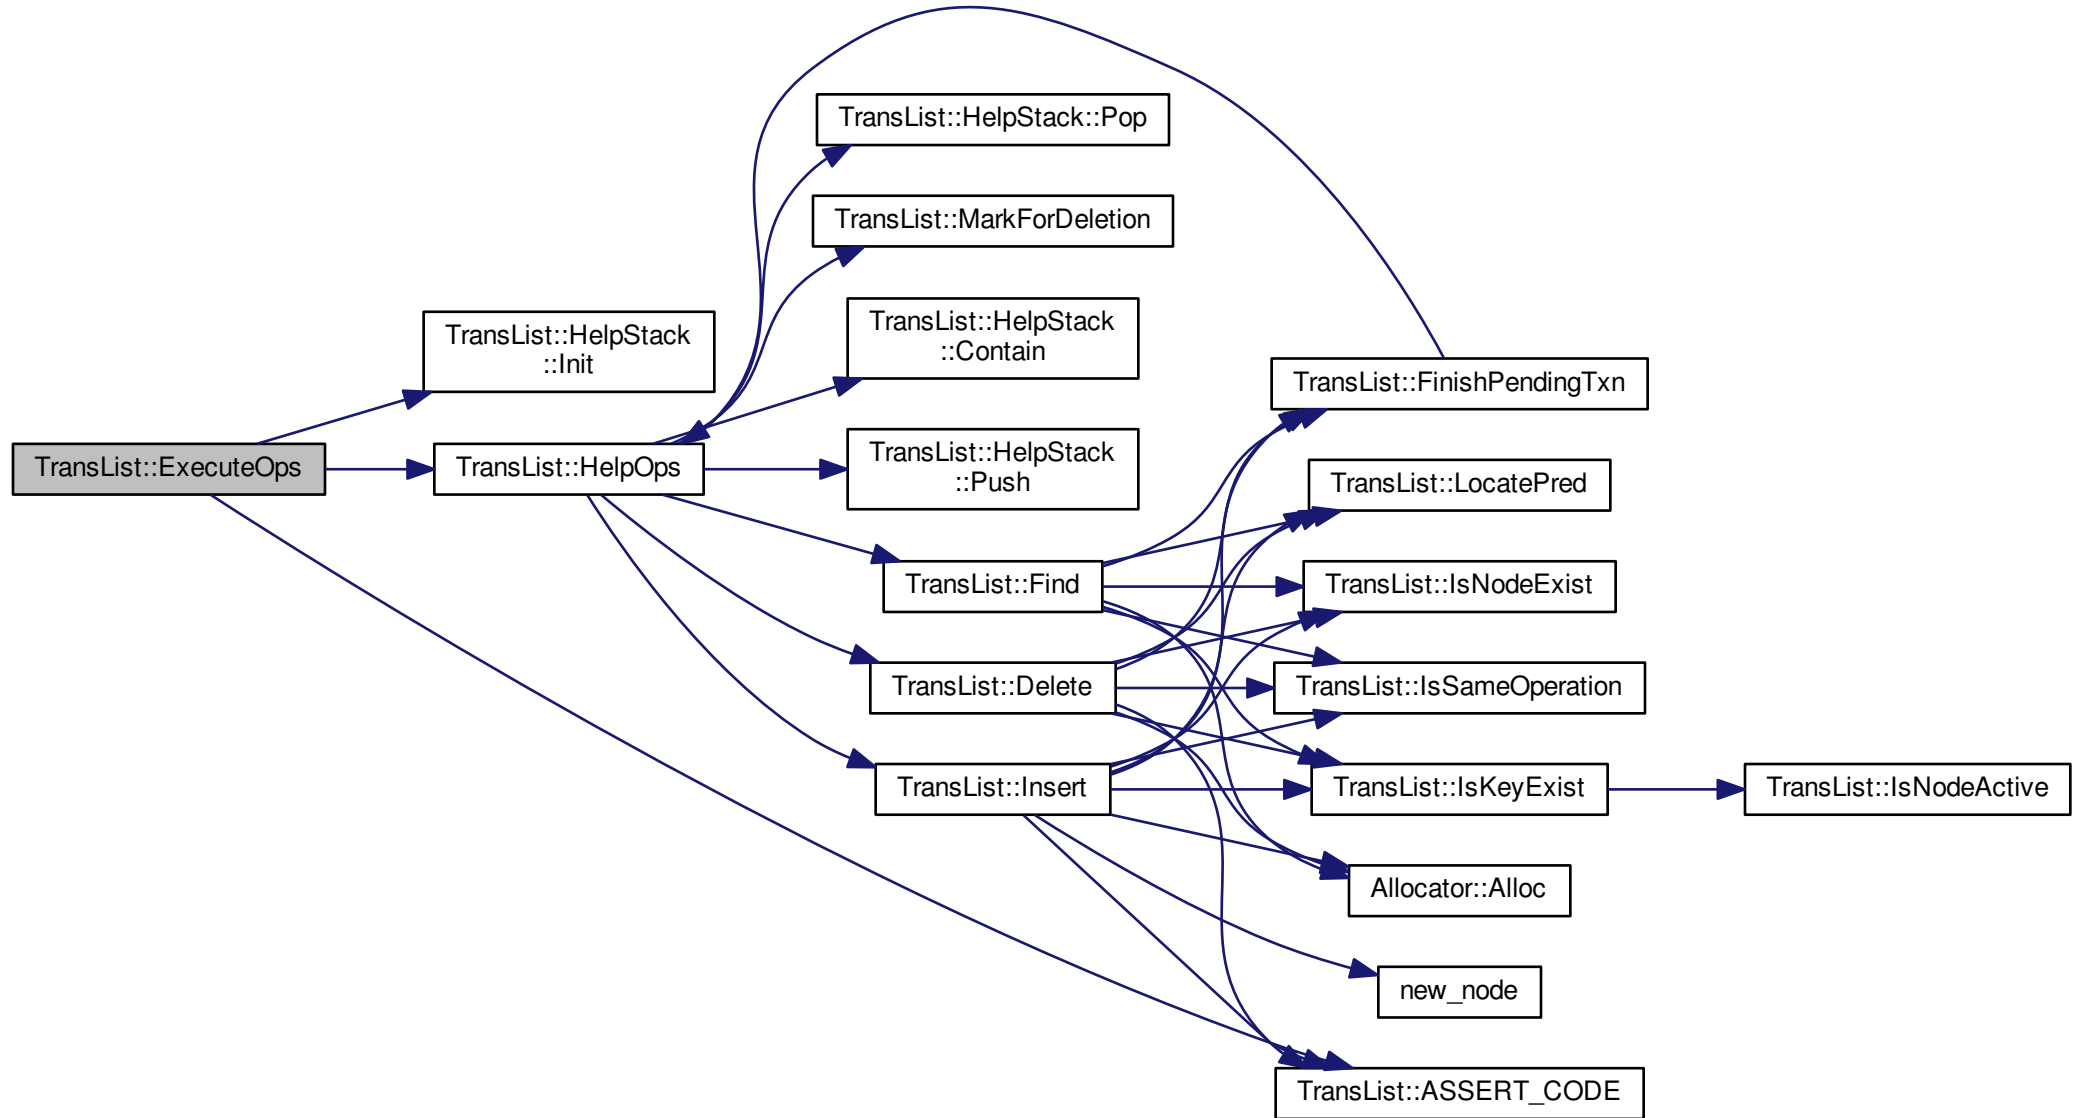 TransList::ExecuteOps
TransList::HelpStack
::Init
TransList::HelpOps
TransList::HelpStack::Pop
TransList::MarkForDeletion
TransList::HelpStack
::Contain
TransList::HelpStack
::Push
TransList::Find
TransList::Delete
TransList::Insert
TransList::FinishPendingTxn
TransList::LocatePred
TransList::IsNodeExist
TransList::IsSameOperation
TransList::IsKeyExist
Allocator::Alloc
new_node
TransList::ASSERT_CODE
TransList::IsNodeActive